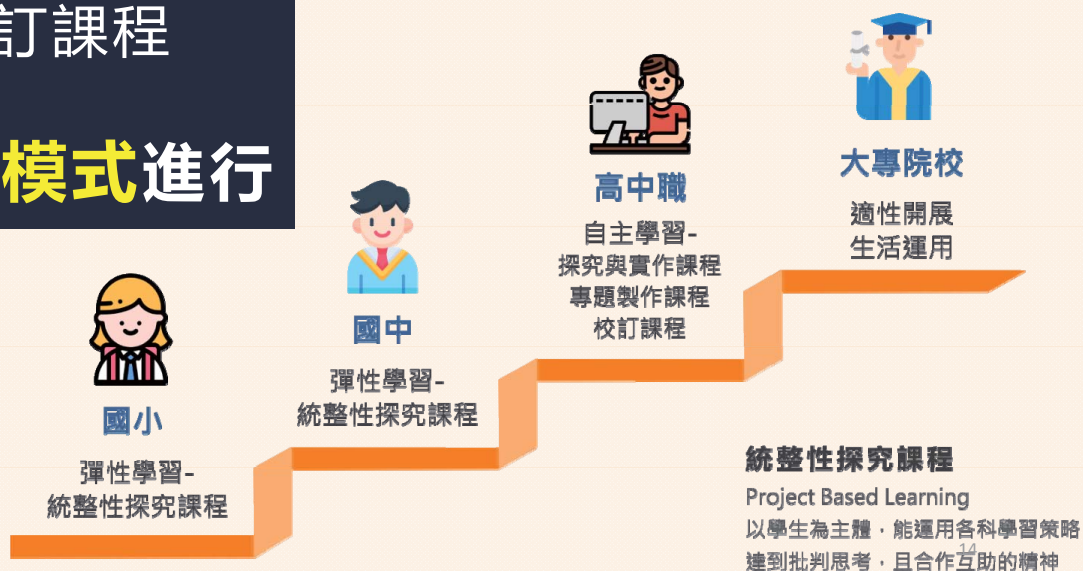 訂課程
模式進行
國小
彈性學習-
統整性探究課程
國中
彈性學習-
統整性探究課程
高中職
自主學習-
探究與實作課程
專題製作課程
校訂課程
大專院校
適性開展
生活運用
統整性探究課程
Project Based Learning
以學生為主體，能運用各科學習策略
達到批判思考，且合作互助的精神
14